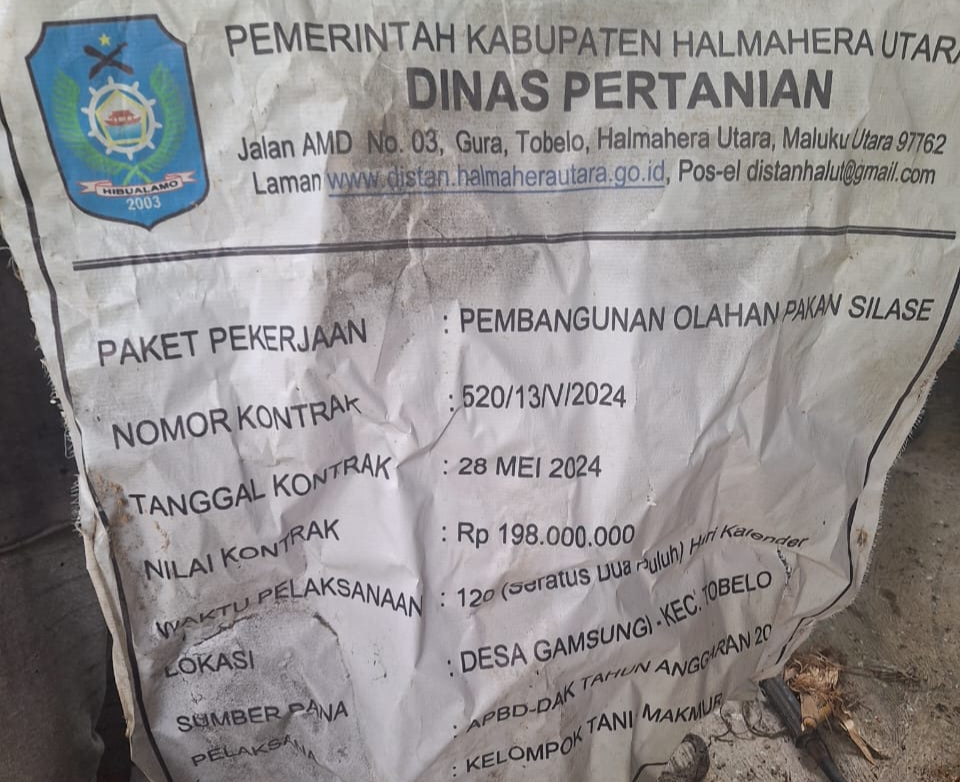 PEMERINTAH KABUPATEN HALMAHERA UTARA
DINAS PERTANIAN
Jalan AMD No. 03, Gura, Tobelo, Halmahera Utara, Maluku Utara 97762
Laman www.distan.halmaherautara.go.id, Pos-el distanhalut@gmail.com
HIBUALAMO
2003
PAKET PEKERJAAN : PEMBANGUNAN OLAHAN PAKAN SILASE
NOMOR KONTRAK : 520/13/V/2024
TANGGAL KONTRAK : 28 MEI 2024
NILAI KONTRAK : Rp 198.000.000
WAKTU PELAKSANAAN : 120 (Seratus Dua Puluh) Hari Kalender
LOKASI : DESA GAMSUNGI - KEC. TOBELO
SUMBER DANA : APBD-DAK TAHUN ANGGARAN 20
PELAKSANA : KELOMPOK TANI MAKMUR